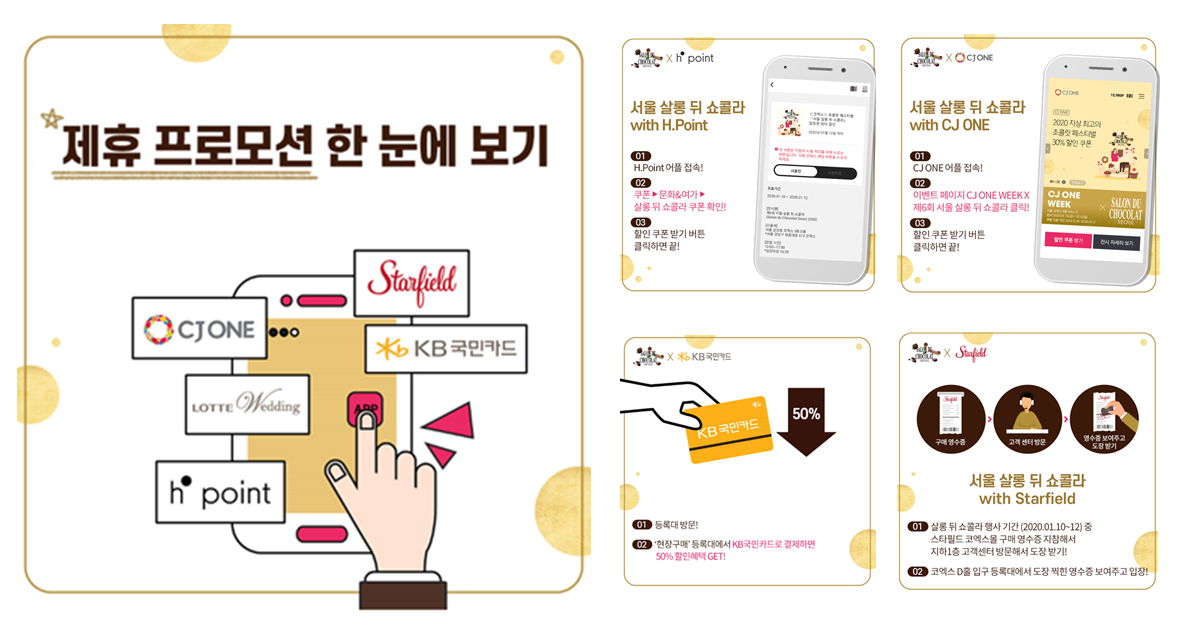 제휴 프로모션 한 눈에 보기
Starfield
CJ ONE
KB국민카드
LOTTE Wedding
APP
h point
SALON DU CHOCOLAT SEOUL X h point
서울 살롱 뒤 쇼콜라
with H.Point
01
H.Point 어플 접속!
02
쿠폰 ▶ 문화&여가 ▶
살롱 뒤 쇼콜라 쿠폰 확인!
03
할인 쿠폰 받기 버튼
클릭하면 끝!
SALON DU CHOCOLAT SEOUL X CJ ONE
서울 살롱 뒤 쇼콜라
with CJ ONE
01
CJ ONE 어플 접속!
02
이벤트 페이지 CJ ONE WEEK X
제6회 서울 살롱 뒤 쇼콜라 클릭!
03
할인 쿠폰 받기 버튼
클릭하면 끝!
CJ ONE
2020 지상 최고의
초콜릿 페스티벌
30% 할인 쿠폰
CJ ONE
WEEK
X
SALON DU
CHOCOLAT
SEOUL
할인 쿠폰 받기
전시 자세히 보기
SALON DU CHOCOLAT X KB국민카드
KB국민카드
50%
01 등록대 방문!
02 '현장구매' 등록대에서 KB국민카드로 결제하면
50% 할인혜택 GET!
SALON DU CHOCOLAT X Starfield
Starfield
Starfield
구매 영수증
고객 센터 방문
영수증 보여주고
도장 받기
서울 살롱 뒤 쇼콜라
with Starfield
01 살롱 뒤 쇼콜라 행사 기간 (2020.01.10~12) 중
스타필드 코엑스몰 구매 영수증 지참해서
지하1층 고객센터 방문해서 도장 받기!
02 코엑스 D홀 입구 등록대에서 도장 찍힌 영수증 보여주고 입장!